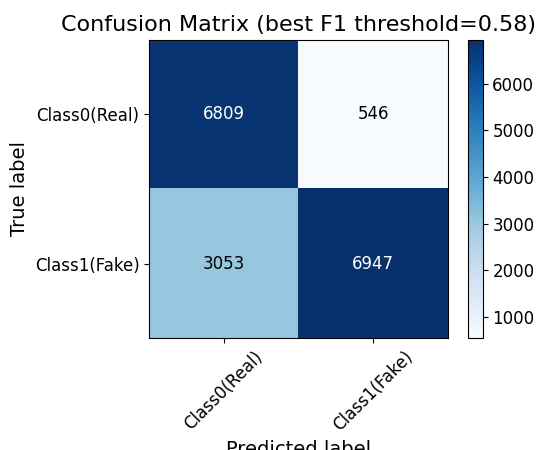 Confusion Matrix (best F1 threshold=0.58)
True label
Class0(Real)
6809
546
Class1(Fake)
3053
6947
Class0(Real)
Class1(Fake)
Predicted label
6000
5000
4000
3000
2000
1000